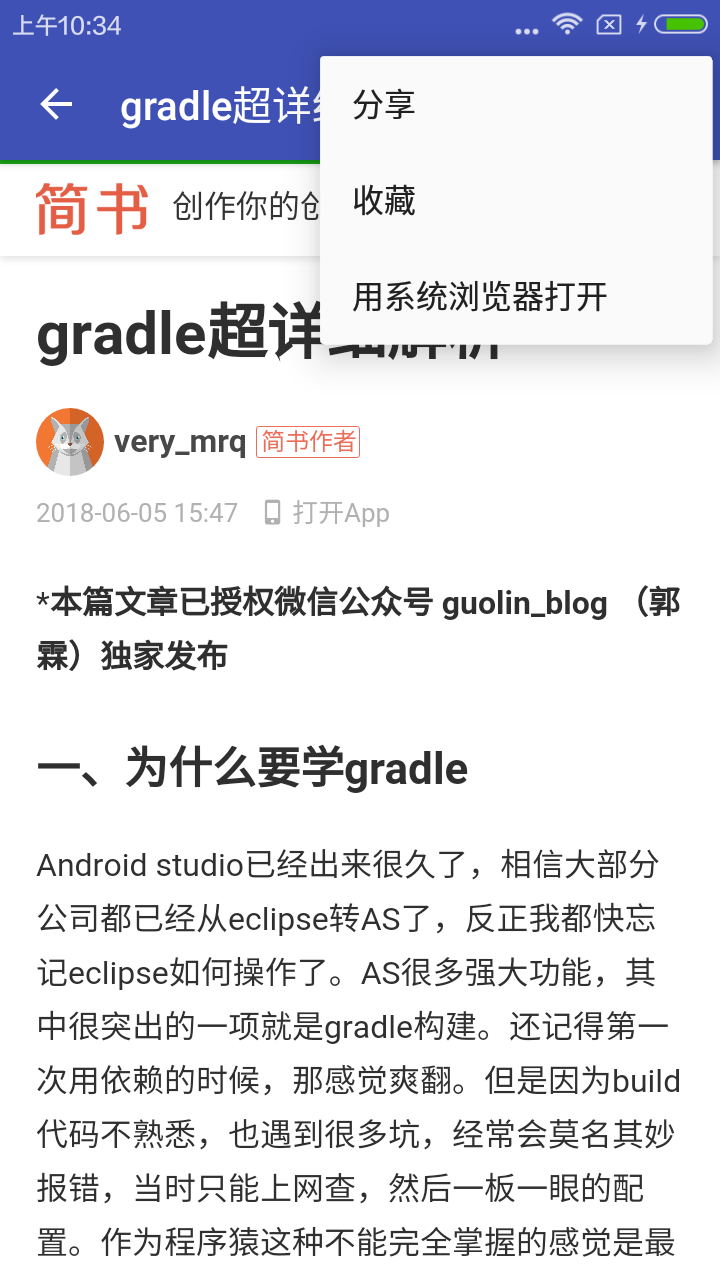 上午10:34
gradle超详
分享
收藏
用系统浏览器打开
简书 创作你的
gradle超详
very_mrq 简书作者
2018-06-05 15:47 打开App
*本篇文章已授权微信公众号 guolin_blog （郭
霖）独家发布
一、为什么要学gradle
Android studio已经出来很久了，相信大部分
公司都已经从eclipse转AS了，反正我都快忘
记eclipse如何操作了。AS很多强大功能，其
中很突出的一项就是gradle构建。还记得第一
次用依赖的时候，那感觉爽翻。但是因为build
代码不熟悉，也遇到很多坑，经常会莫名其妙
报错，当时只能上网查，然后一板一眼的配
置。作为程序猿这种不能完全掌握的感觉是最